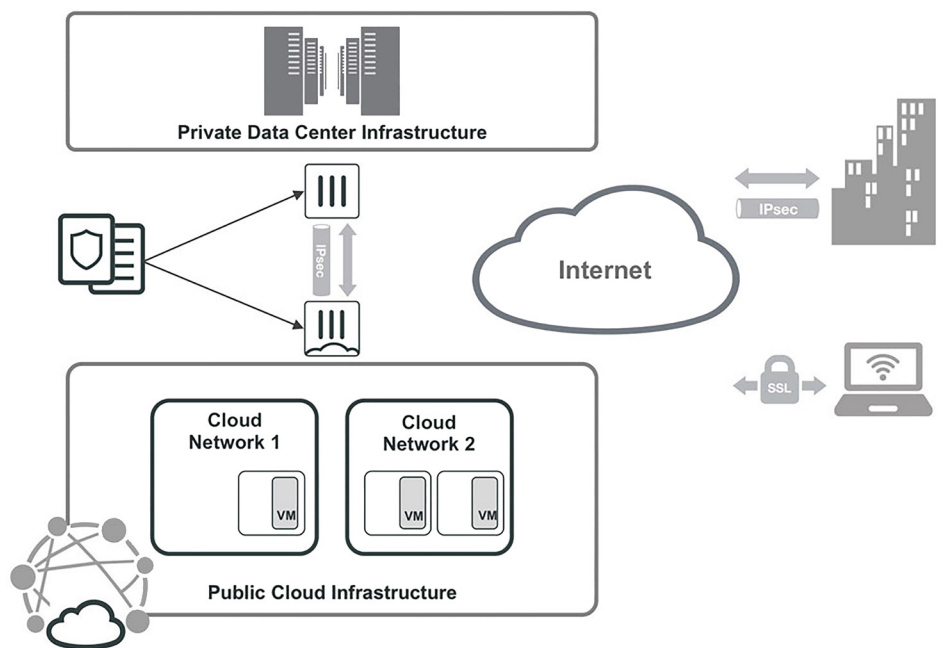 Private Data Center Infrastructure
IPsec
IPsec
Internet
SSL
Cloud
Network 1
VM
Cloud
Network 2
VM
VM
Public Cloud Infrastructure